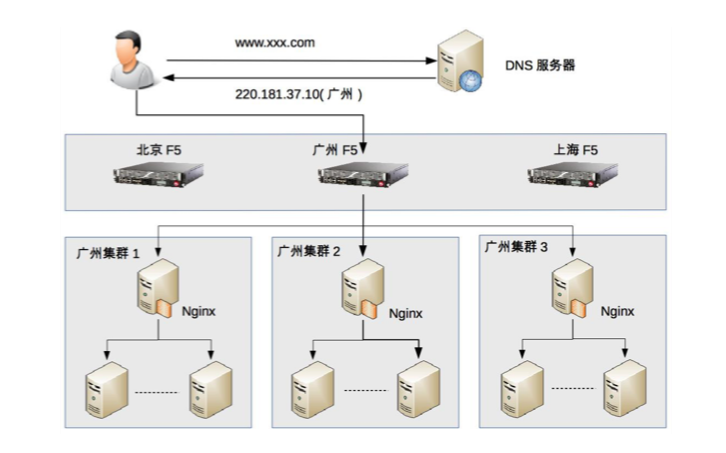 www.xxx.com
DNS 服务器
220.181.37.10( 广州 )
北京 F5
广州 F5
上海 F5
广州集群 1
广州集群 2
广州集群 3
Nginx
Nginx
Nginx